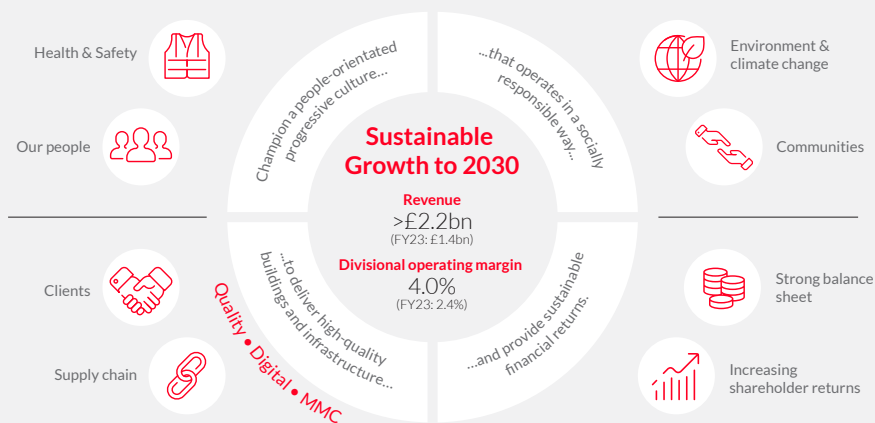 Health & Safety
Our people
Champion a people-orientated
progressive culture...
...that operates in a socially
responsible way...
Environment &
climate change
Communities
Sustainable
Growth to 2030
Revenue
>£2.2bn
(FY23: £1.4bn)
Divisional operating margin
4.0%
(FY23: 2.4%)
Clients
Supply chain
...to deliver high-quality
buildings and infrastructure...
Quality • Digital • MMC
...and provide sustainable
financial returns.
Strong balance
sheet
Increasing
shareholder returns